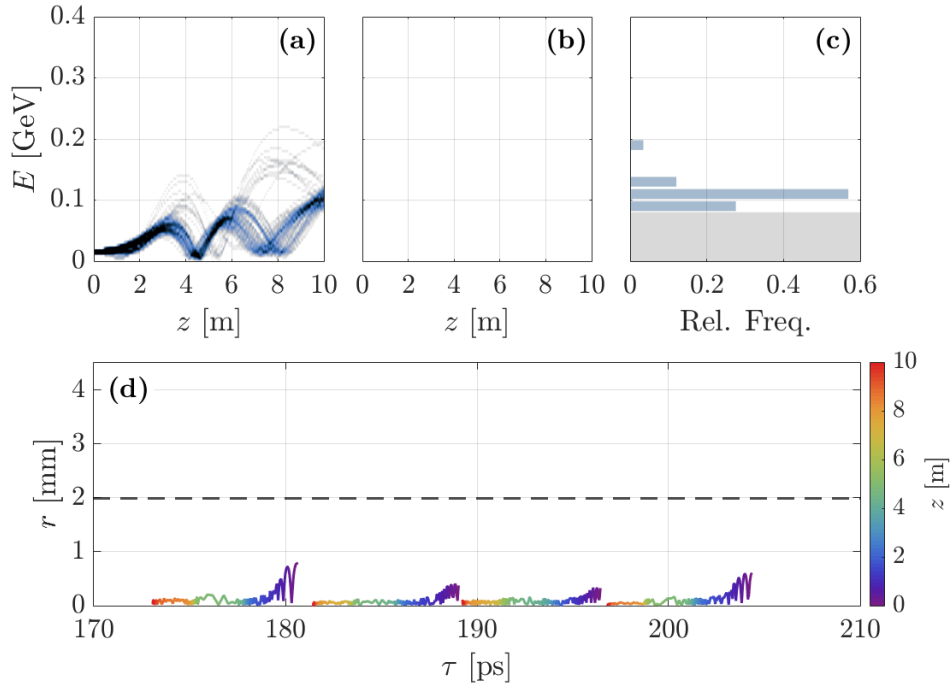 (a) (b) (c)
E [GeV]
0.4
0.3
0.2
0.1
0
0 2 4 6 8 10
z [m]
0 2 4 6 8 10
z [m]
0 0.2 0.4 0.6
Rel. Freq.
(d)
r [mm]
4
3
2
1
0
170 180 190 200 210
τ [ps]
10
8
6
4
2
0
z [m]